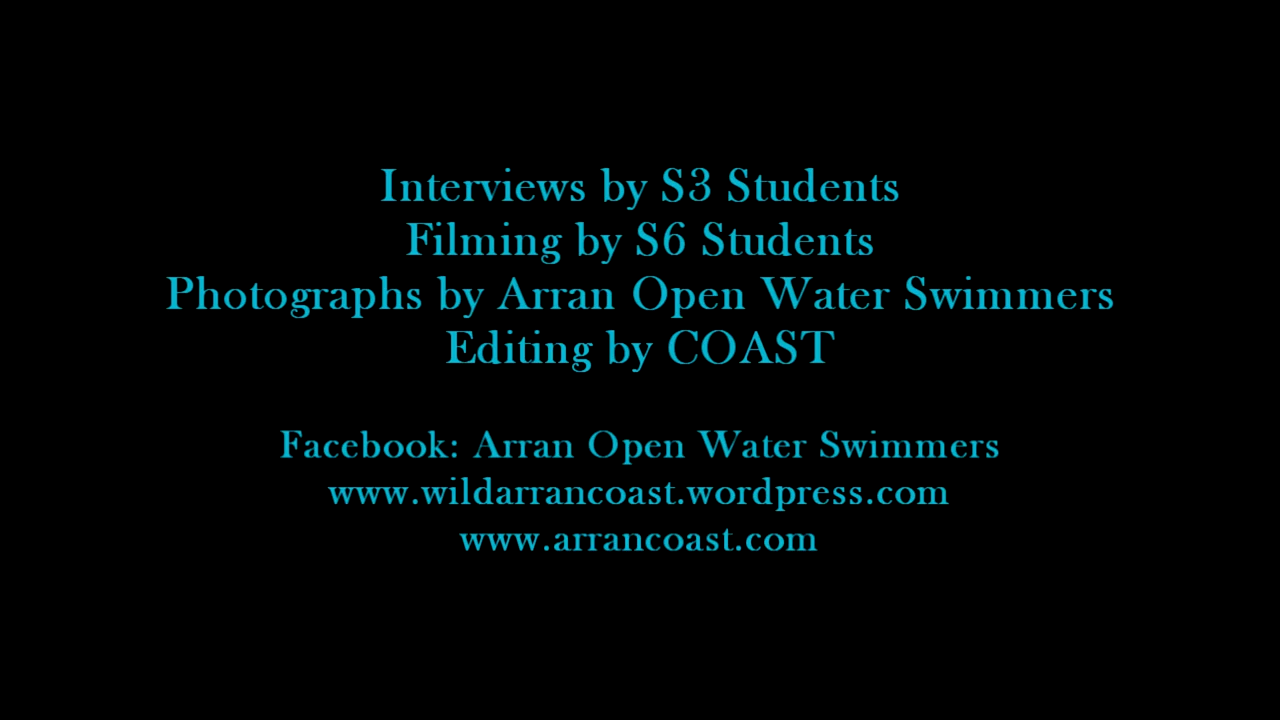 Interviews by S3 Students
Filming by S6 Students
Photographs by Arran Open Water Swimmers
Editing by COAST
Facebook: Arran Open Water Swimmers
www.wildarrancoast.wordpress.com
www.arrancoast.com